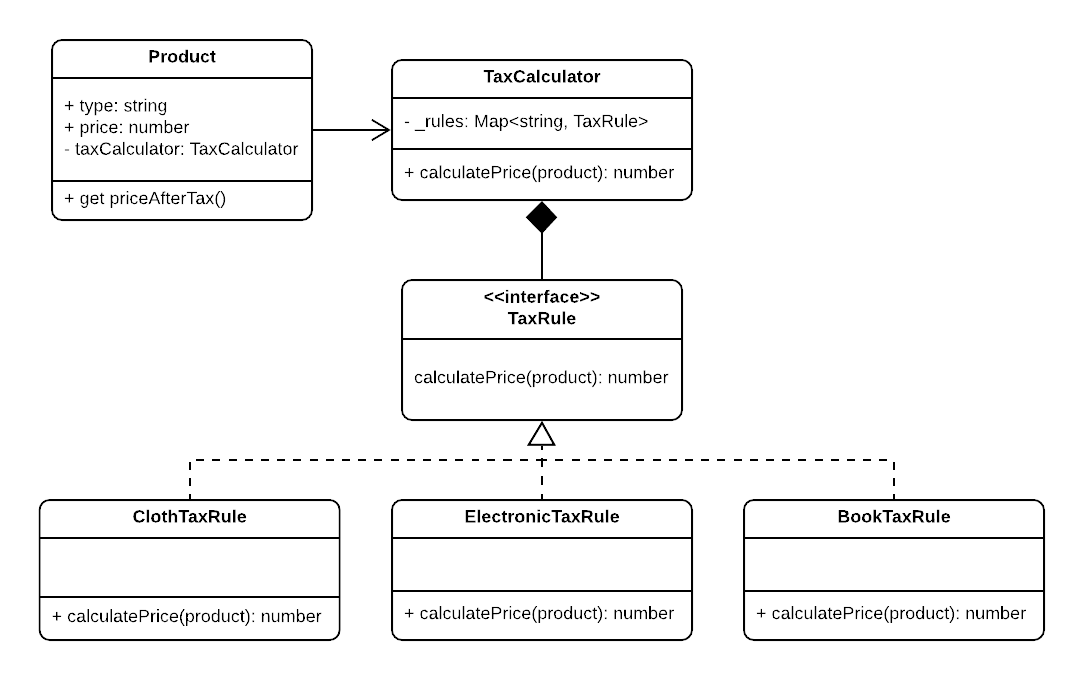 Product
+ type: string
+ price: number
- taxCalculator: TaxCalculator
+ get priceAfterTax()
TaxCalculator
- _rules: Map<string, TaxRule>
+ calculatePrice(product): number
<<interface>>
TaxRule
calculatePrice(product): number
ClothTaxRule
+ calculatePrice(product): number
ElectronicTaxRule
+ calculatePrice(product): number
BookTaxRule
+ calculatePrice(product): number